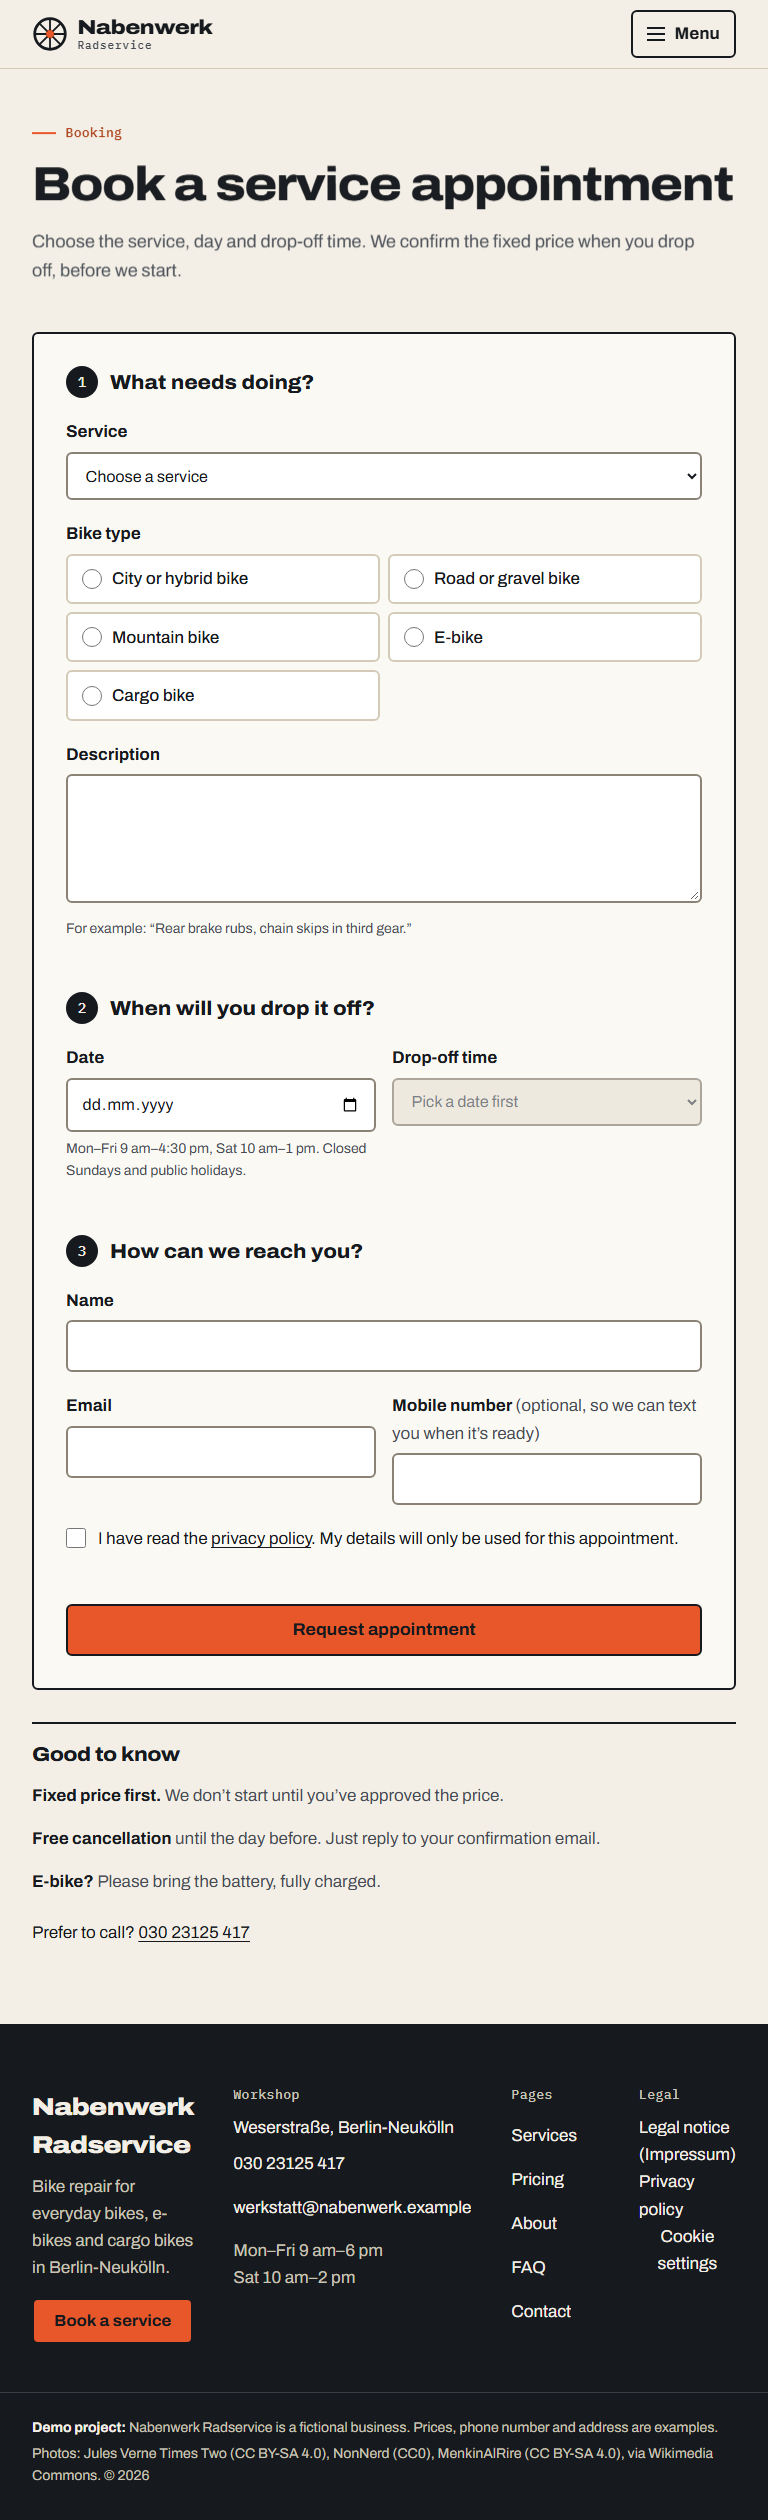 Nabenwerk
Radservice
Menu
Booking
Book a service appointment
Choose the service, day and drop-off time. We confirm the fixed price when you drop
off, before we start.
1 What needs doing?
Service
Choose a service
Bike type
City or hybrid bike
Road or gravel bike
Mountain bike
E-bike
Cargo bike
Description
For example: “Rear brake rubs, chain skips in third gear.”
2 When will you drop it off?
Date
Drop-off time
dd.mm.yyyy
Pick a date first
Mon–Fri 9 am–4:30 pm, Sat 10 am–1 pm. Closed
Sundays and public holidays.
3 How can we reach you?
Name
Email
Mobile number (optional, so we can text
you when it’s ready)
I have read the privacy policy. My details will only be used for this appointment.
Request appointment
Good to know
Fixed price first. We don’t start until you’ve approved the price.
Free cancellation until the day before. Just reply to your confirmation email.
E-bike? Please bring the battery, fully charged.
Prefer to call? 030 23125 417
Nabenwerk
Radservice
Bike repair for
everyday bikes, e-
bikes and cargo bikes
in Berlin-Neukölln.
Book a service
Workshop
Weserstraße, Berlin-Neukölln
030 23125 417
werkstatt@nabenwerk.example
Mon–Fri 9 am–6 pm
Sat 10 am–2 pm
Pages
Services
Pricing
About
FAQ
Contact
Legal
Legal notice
(Impressum)
Privacy
policy
Cookie
settings
Demo project: Nabenwerk Radservice is a fictional business. Prices, phone number and address are examples.
Photos: Jules Verne Times Two (CC BY-SA 4.0), NonNerd (CC0), MenkinAlRire (CC BY-SA 4.0), via Wikimedia
Commons. © 2026